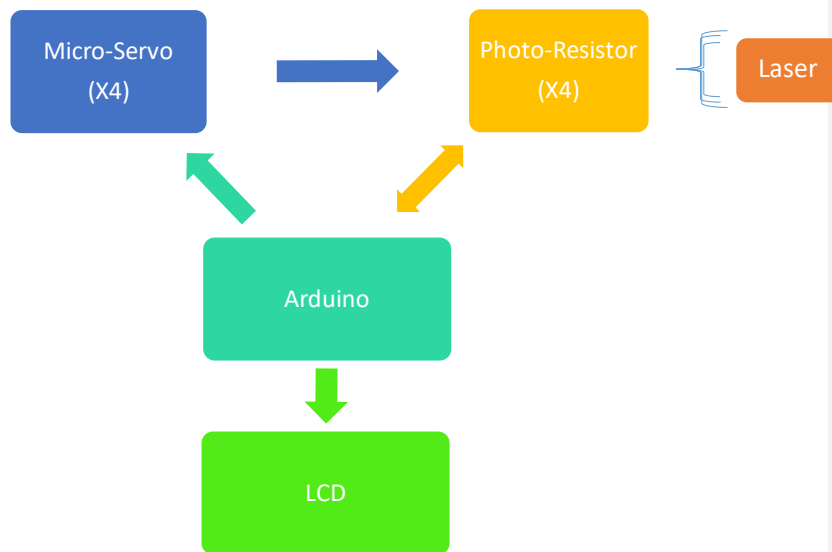 Micro-Servo
(X4)
Photo-Resistor
(X4)
Laser
Arduino
LCD